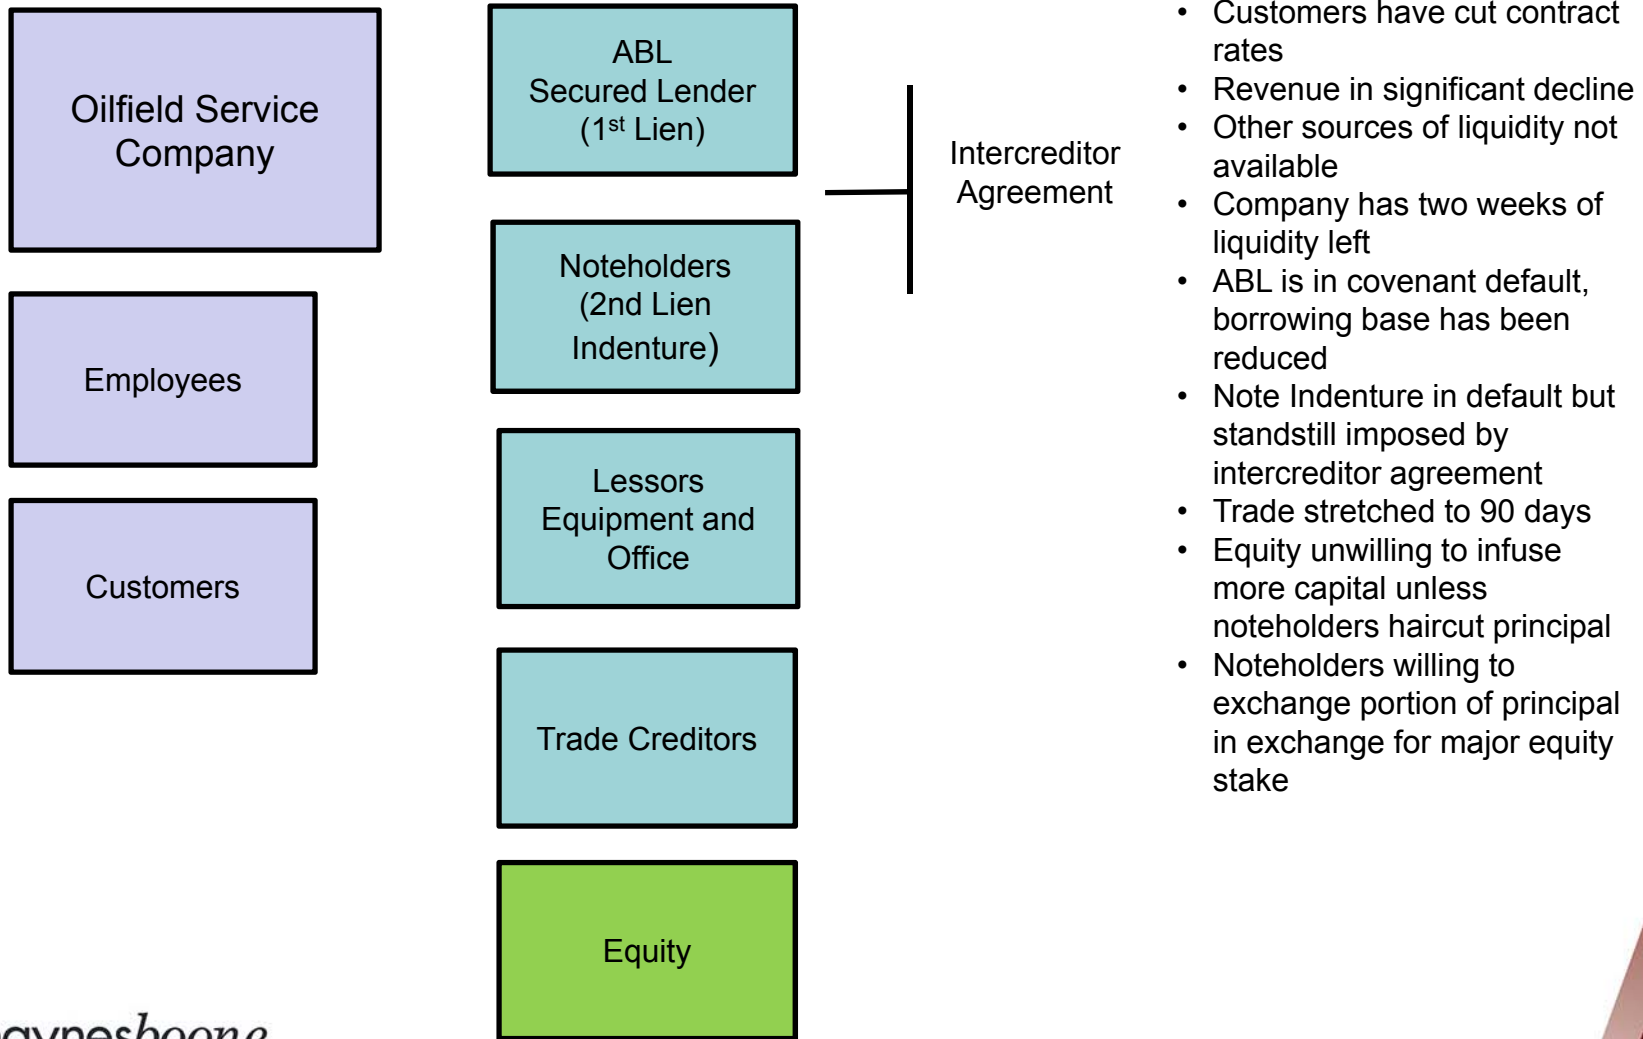 Oilfield Service
Company
Employees
Customers
ABL
Secured Lender
(1st Lien)
Noteholders
(2nd Lien
Indenture)
Lessors
Equipment and
Office
Trade Creditors
Equity
Intercreditor
Agreement
• Customers have cut contract
rates
• Revenue in significant decline
• Other sources of liquidity not
available
• Company has two weeks of
liquidity left
• ABL is in covenant default,
borrowing base has been
reduced
• Note Indenture in default but
standstill imposed by
intercreditor agreement
• Trade stretched to 90 days
• Equity unwilling to infuse
more capital unless
noteholders haircut principal
• Noteholders willing to
exchange portion of principal
in exchange for major equity
stake
aynesboone